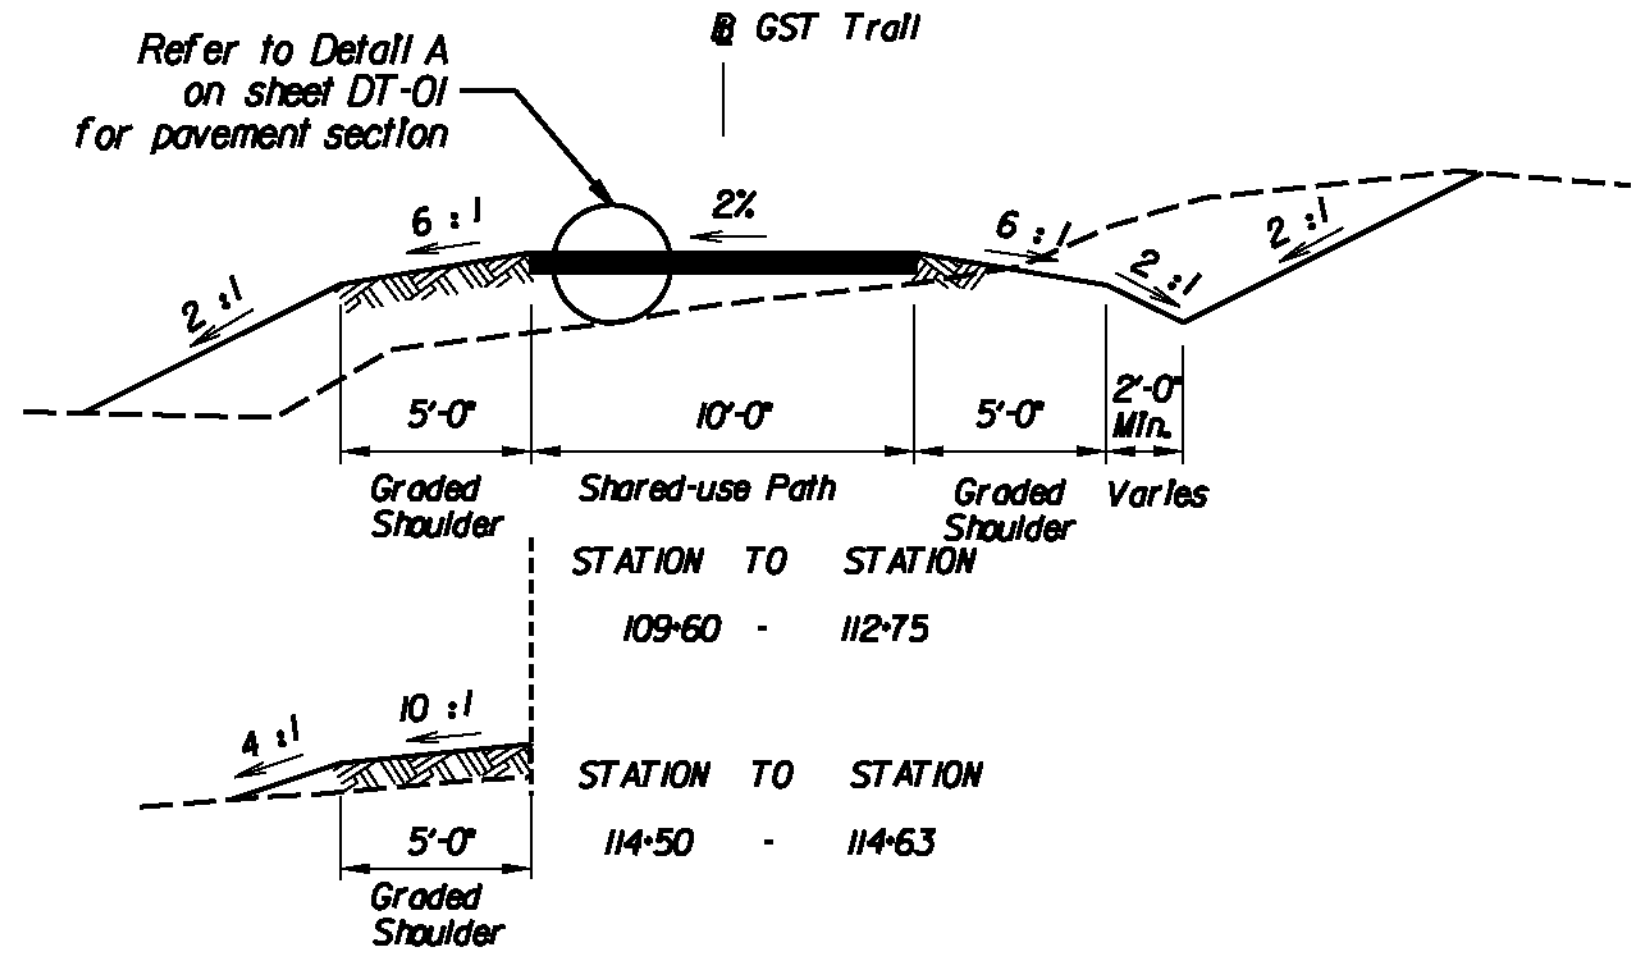 ℄ GST Trail
Refer to Detail A
on sheet DT-01
for pavement section
2 :1
6 :1
2%
6 :1
2 :1
2 :1
5'-0"
10'-0"
5'-0"
2'-0"
Min.
Graded
Shoulder
Shared-use Path
Graded
Shoulder
Varies
STATION TO STATION
109+60 - 112+75
4 :1
10 :1
STATION TO STATION
114+50 - 114+63
5'-0"
Graded
Shoulder